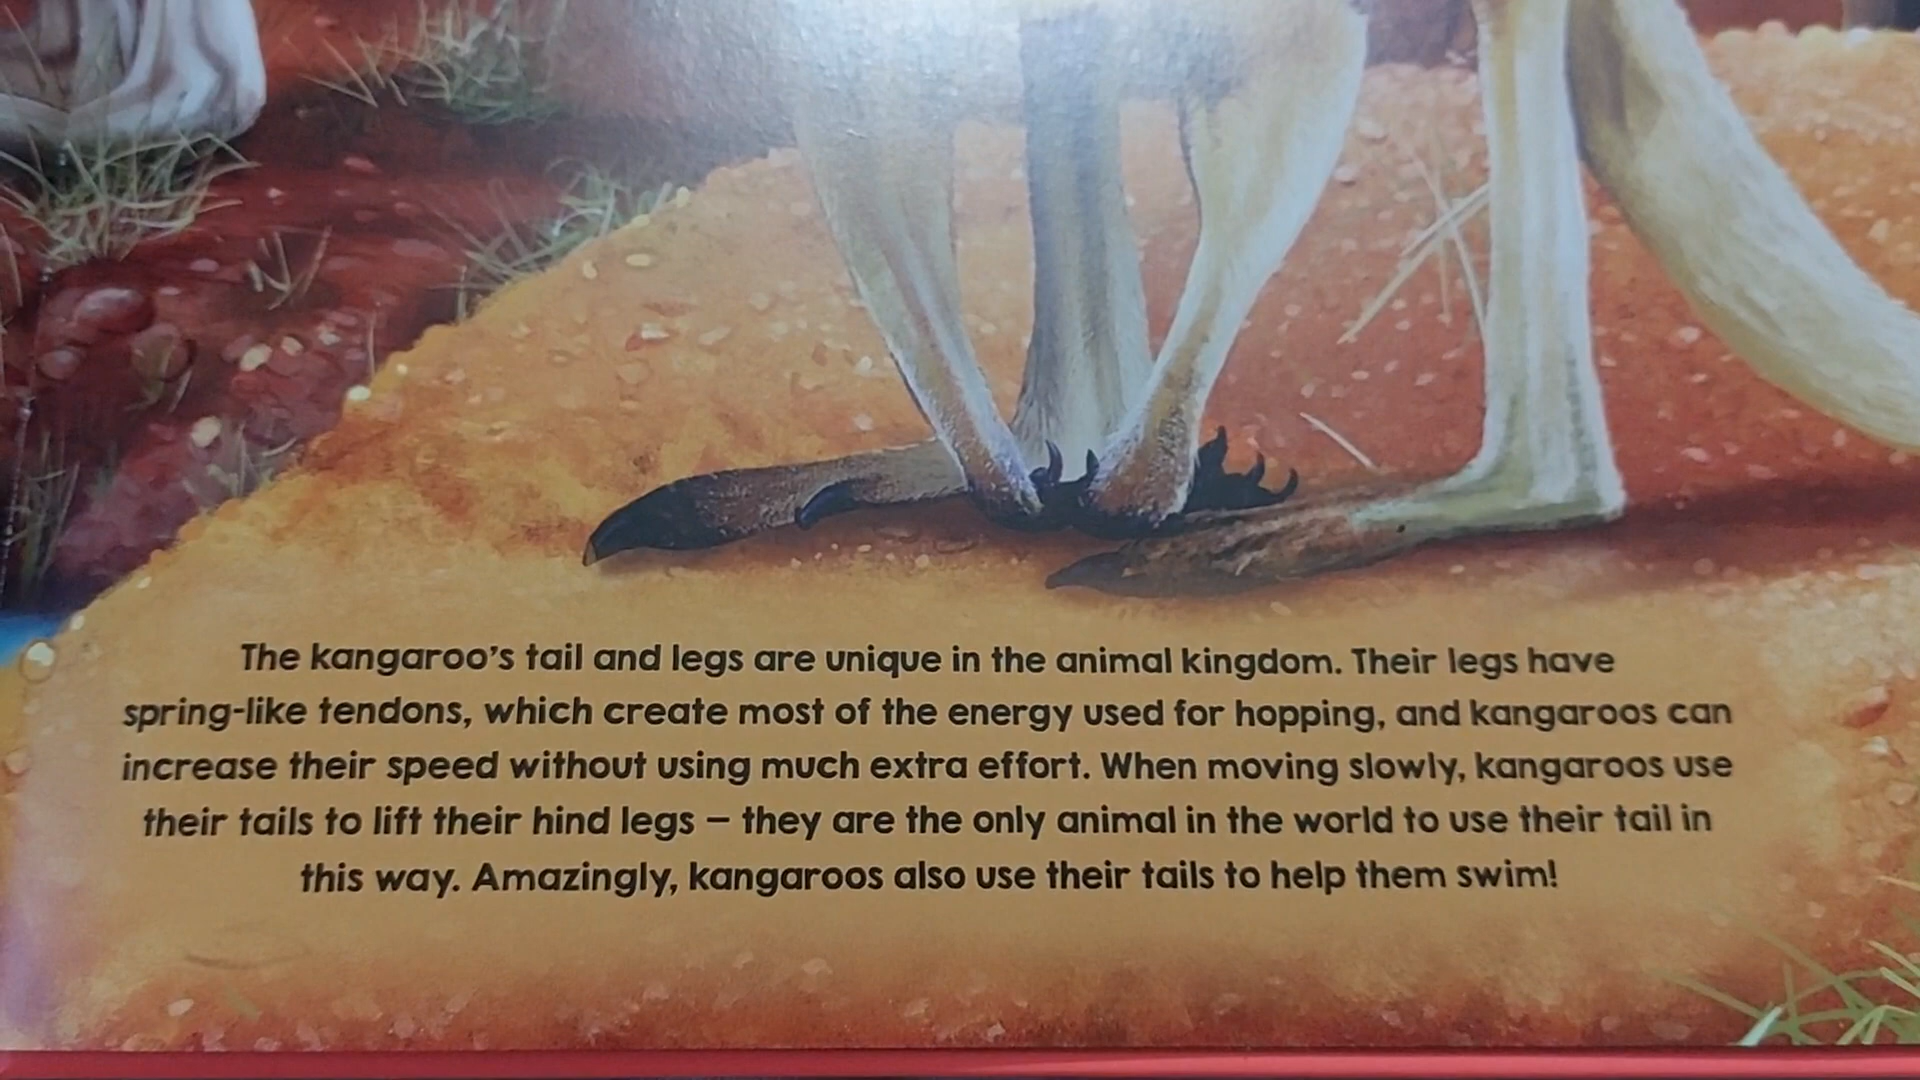 The kangaroo's tail and legs are unique in the animal kingdom. Their legs have
spring-like tendons, which create most of the energy used for hopping, and kangaroos can
increase their speed without using much extra effort. When moving slowly, kangaroos use
their tails to lift their hind legs – they are the only animal in the world to use their tail in
this way. Amazingly, kangaroos also use their tails to help them swim!